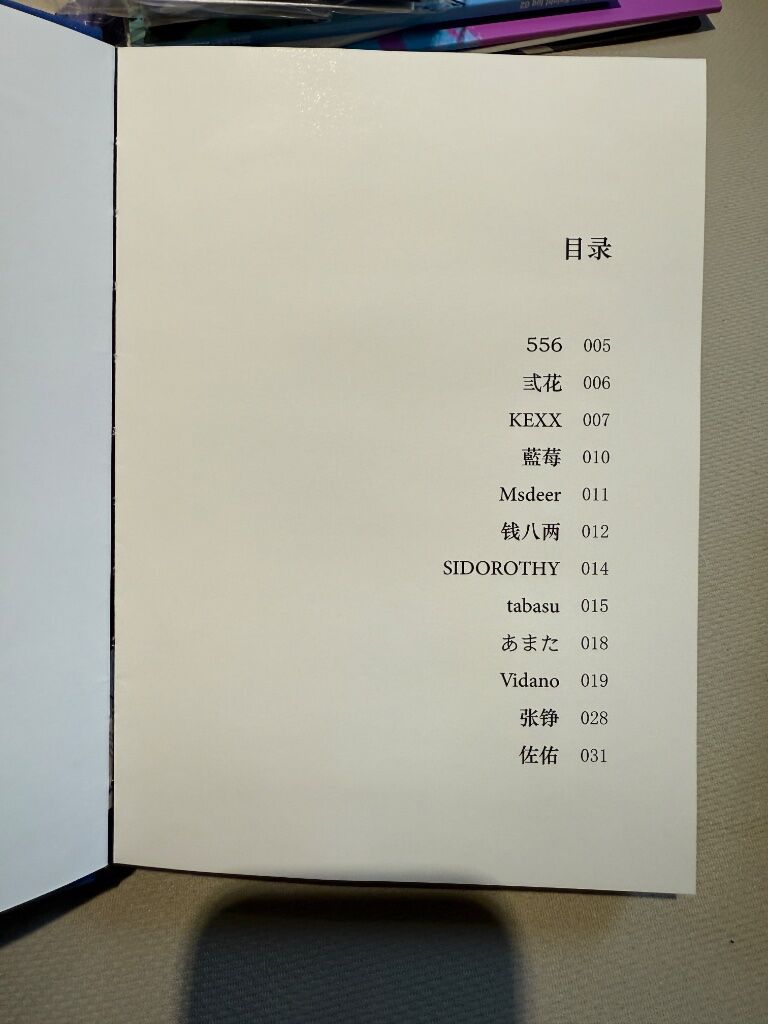 目录
556 005
弍花 006
KEXX 007
藍莓 010
Msdeer 011
钱八两 012
SIDOROTHY 014
tabasu 015
あまた 018
Vidano 019
张铮 028
佐佑 031